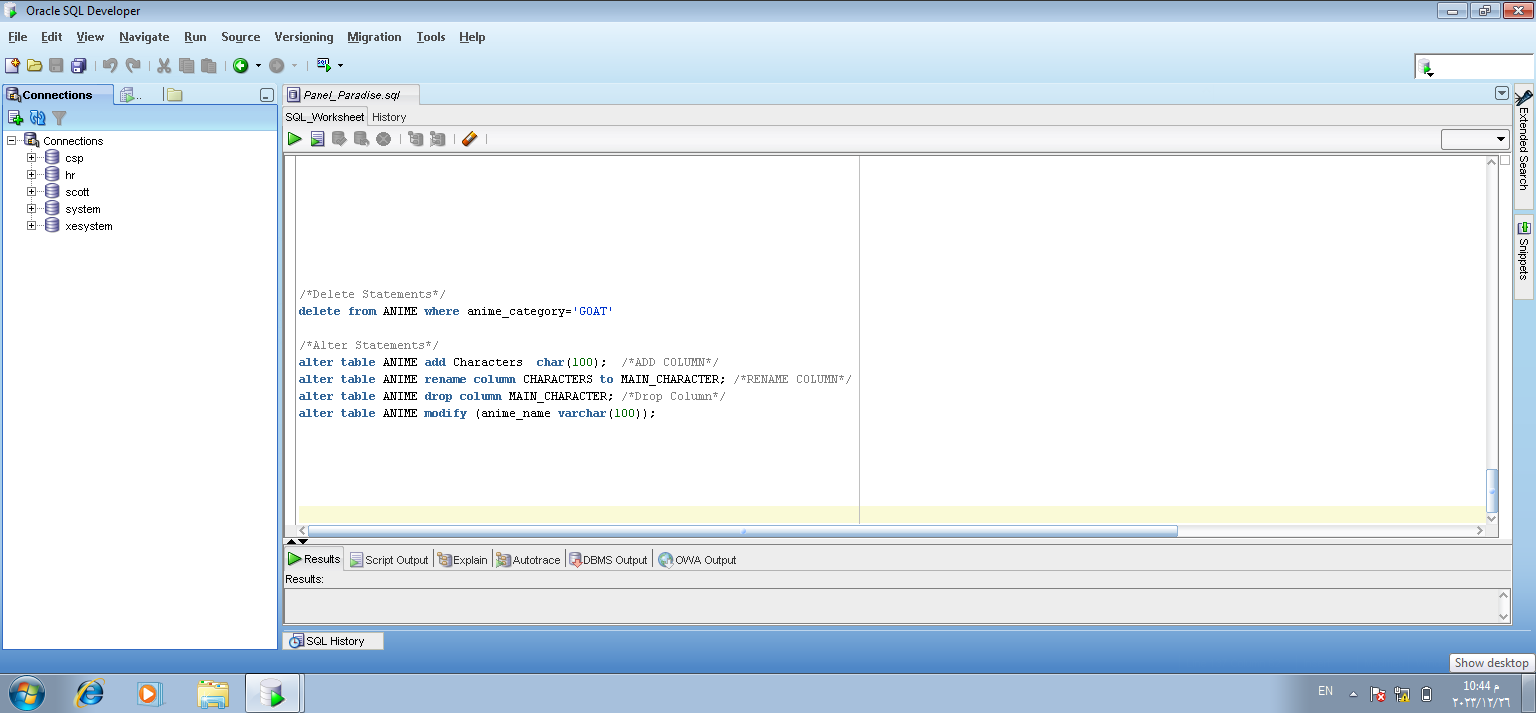 Oracle SQL Developer
File Edit View Navigate Run Source Versioning Migration Tools Help
Connections
Panel_Paradise.sql
SQL_Worksheet History
Connections
csp
hr
scott
system
xesystem
/*Delete Statements*/
delete from ANIME where anime_category='GOAT'
/*Alter Statements*/
alter table ANIME add Characters  char(100);  /*ADD COLUMN*/
alter table ANIME rename column CHARACTERS to MAIN_CHARACTER; /*RENAME COLUMN*/
alter table ANIME drop column MAIN_CHARACTER; /*Drop Column*/
alter table ANIME modify (anime_name varchar(100));
Extended Search
Snippets
Results Script Output Explain Autotrace DBMS Output OWA Output
Results:
SQL History
Show desktop
EN
10:44 م
٢٠٢٣/١٢/٢٦